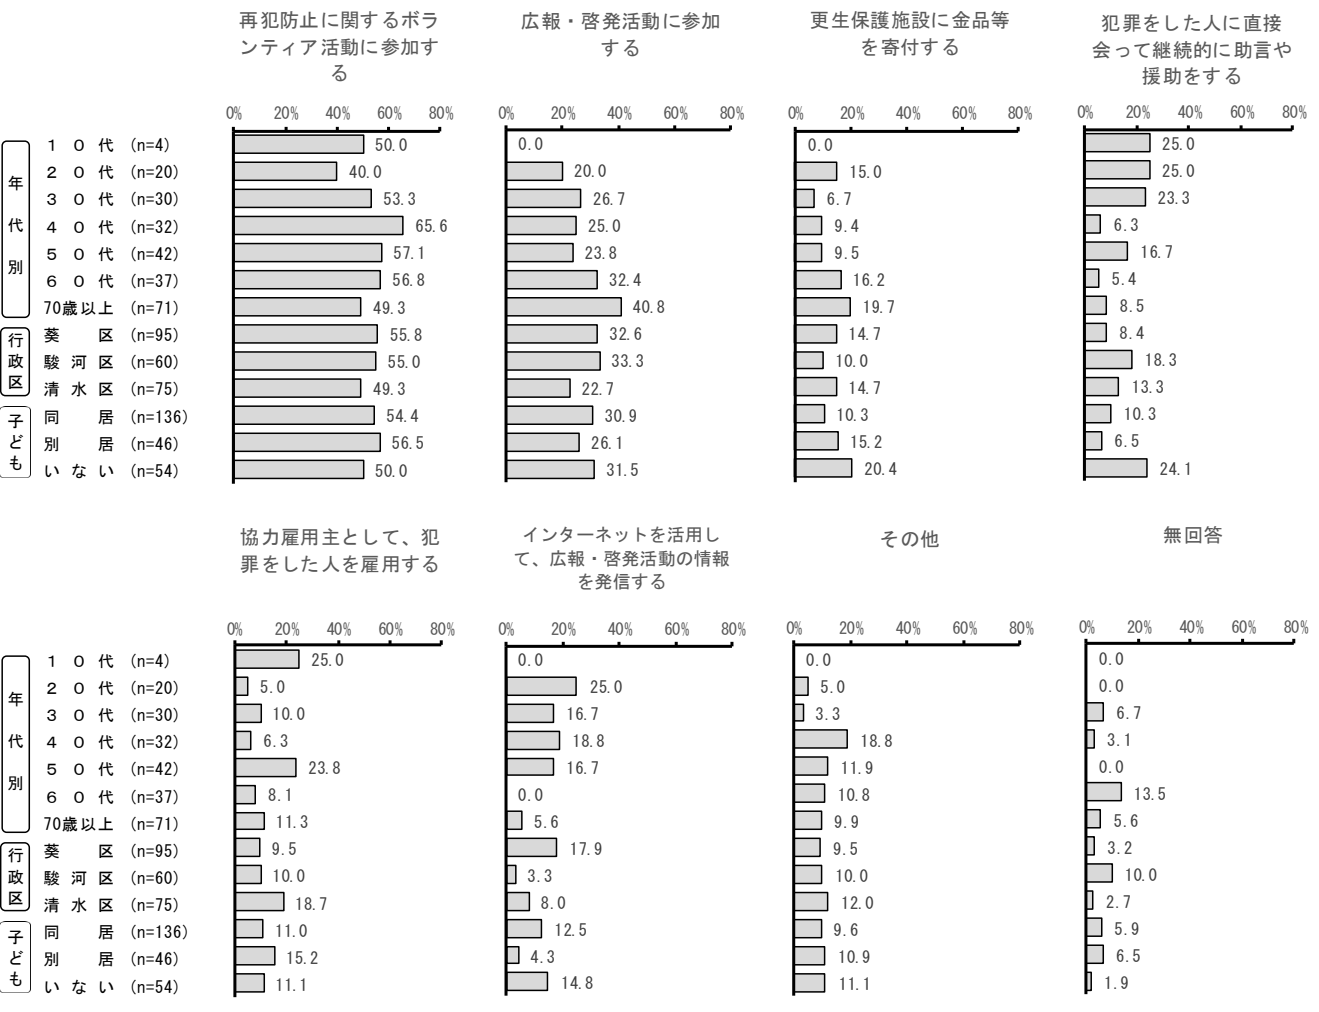 再犯防止に関するボラ
ンティア活動に参加す
る
広報・啓発活動に参加
する
更生保護施設に金品等
を寄付する
犯罪をした人に直接
会って継続的に助言や
援助をする
0% 20% 40% 60% 80% 0% 20% 40% 60% 80% 0% 20% 40% 60% 80% 0% 20% 40% 60% 80%
年代別
行政区
子ども
１０代 (n=4) 50.0 0.0 0.0 25.0
２０代 (n=20) 40.0 20.0 15.0 25.0
３０代 (n=30) 53.3 26.7 6.7 23.3
４０代 (n=32) 65.6 25.0 9.4 6.3
５０代 (n=42) 57.1 23.8 9.5 16.7
６０代 (n=37) 56.8 32.4 16.2 5.4
70歳以上 (n=71) 49.3 40.8 19.7 8.5
葵区 (n=95) 55.8 32.6 14.7 8.4
駿河区 (n=60) 55.0 33.3 10.0 18.3
清水区 (n=75) 49.3 22.7 14.7 13.3
同居 (n=136) 54.4 30.9 10.3 10.3
別居 (n=46) 56.5 26.1 15.2 6.5
いない (n=54) 50.0 31.5 20.4 24.1
協力雇用主として、犯
罪をした人を雇用する
インターネットを活用し
て、広報・啓発活動の情報
を発信する
その他
無回答
0% 20% 40% 60% 80% 0% 20% 40% 60% 80% 0% 20% 40% 60% 80% 0% 20% 40% 60% 80%
年代別
行政区
子ども
１０代 (n=4) 25.0 0.0 0.0 0.0
２０代 (n=20) 5.0 25.0 5.0 0.0
３０代 (n=30) 10.0 16.7 3.3 6.7
４０代 (n=32) 6.3 18.8 18.8 3.1
５０代 (n=42) 23.8 16.7 11.9 0.0
６０代 (n=37) 8.1 0.0 10.8 13.5
70歳以上 (n=71) 11.3 5.6 9.9 5.6
葵区 (n=95) 9.5 17.9 9.5 3.2
駿河区 (n=60) 10.0 3.3 10.0 10.0
清水区 (n=75) 18.7 8.0 12.0 2.7
同居 (n=136) 11.0 12.5 9.6 5.9
別居 (n=46) 15.2 4.3 10.9 6.5
いない (n=54) 11.1 14.8 11.1 1.9